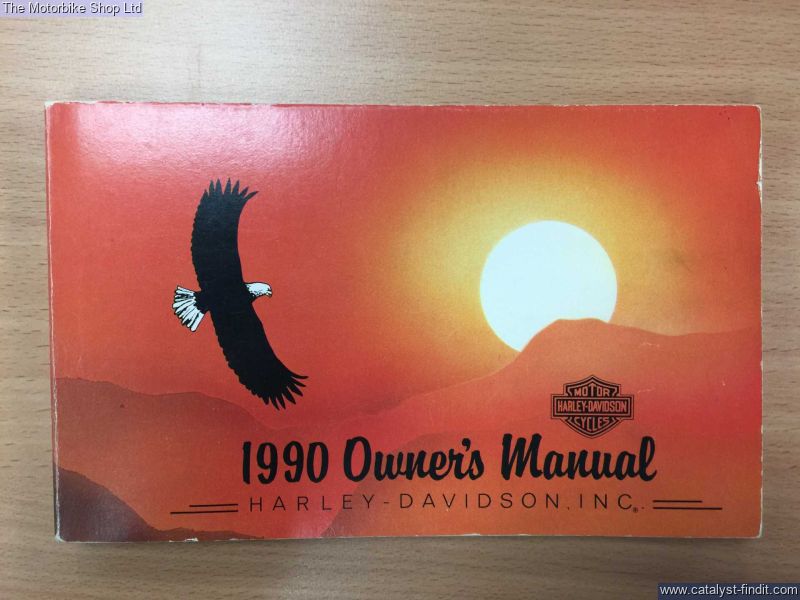 The Motorbike Shop Ltd
MOTOR
HARLEY-DAVIDSON
CYCLES
1990 Owner's Manual
HARLEY-DAVIDSON, INC.®
www.catalyst-findit.com